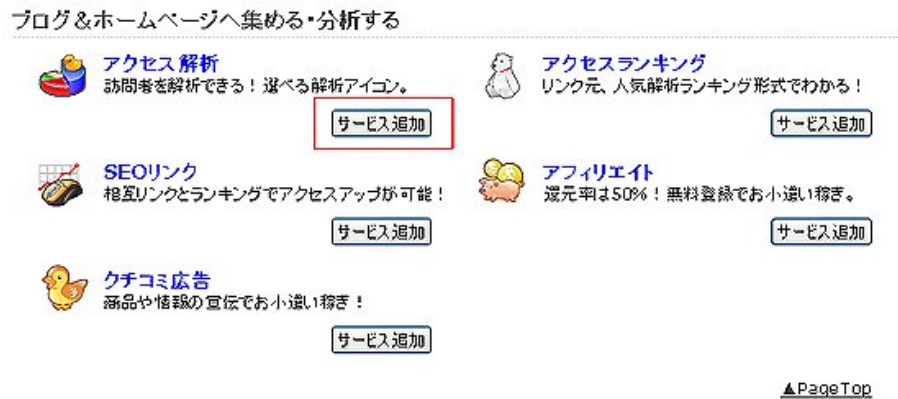 ブログ&ホームページへ集める・分析する
アクセス解析
訪問者を解析できる！選べる解析アイコン。
サービス追加
アクセスランキング
リンク元、人気解析ランキング形式でわかる！
サービス追加
SEOリンク
相互リンクとランキングでアクセスアップが可能！
サービス追加
アフィリエイト
還元率は50%！無料登録でお小遣い稼ぎ。
サービス追加
クチコミ広告
商品や情報の宣伝でお小遣い稼ぎ！
サービス追加
▲PageTop